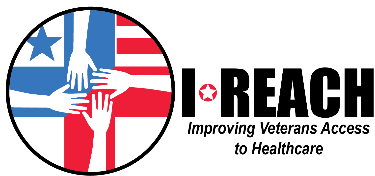 I REACH
Improving Veterans Access
to Healthcare